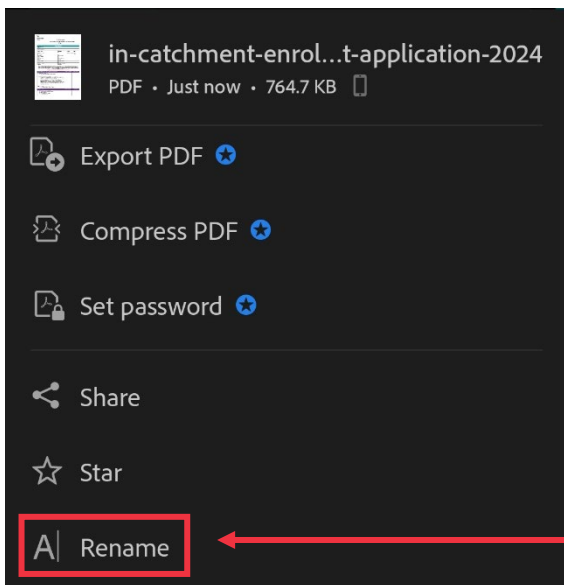 in-catchment-enrol...t-application-2024
PDF • Just now • 764.7 KB
Export PDF
Compress PDF
Set password
Share
Star
A| Rename